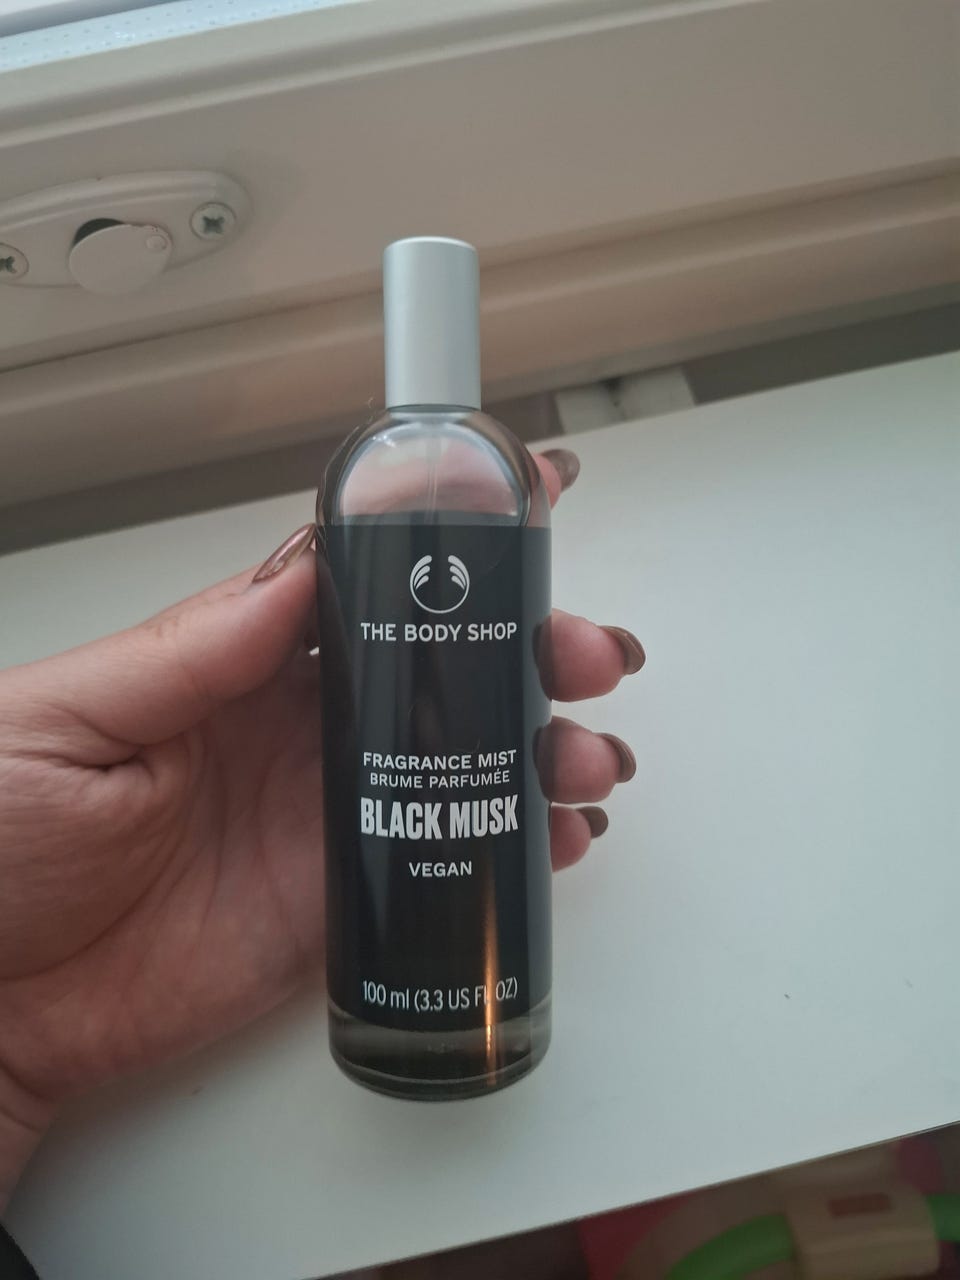 THE BODY SHOP
FRAGRANCE MIST
BRUME PARFUMÉE
BLACK MUSK
VEGAN
100 ml (3.3 US FL OZ)